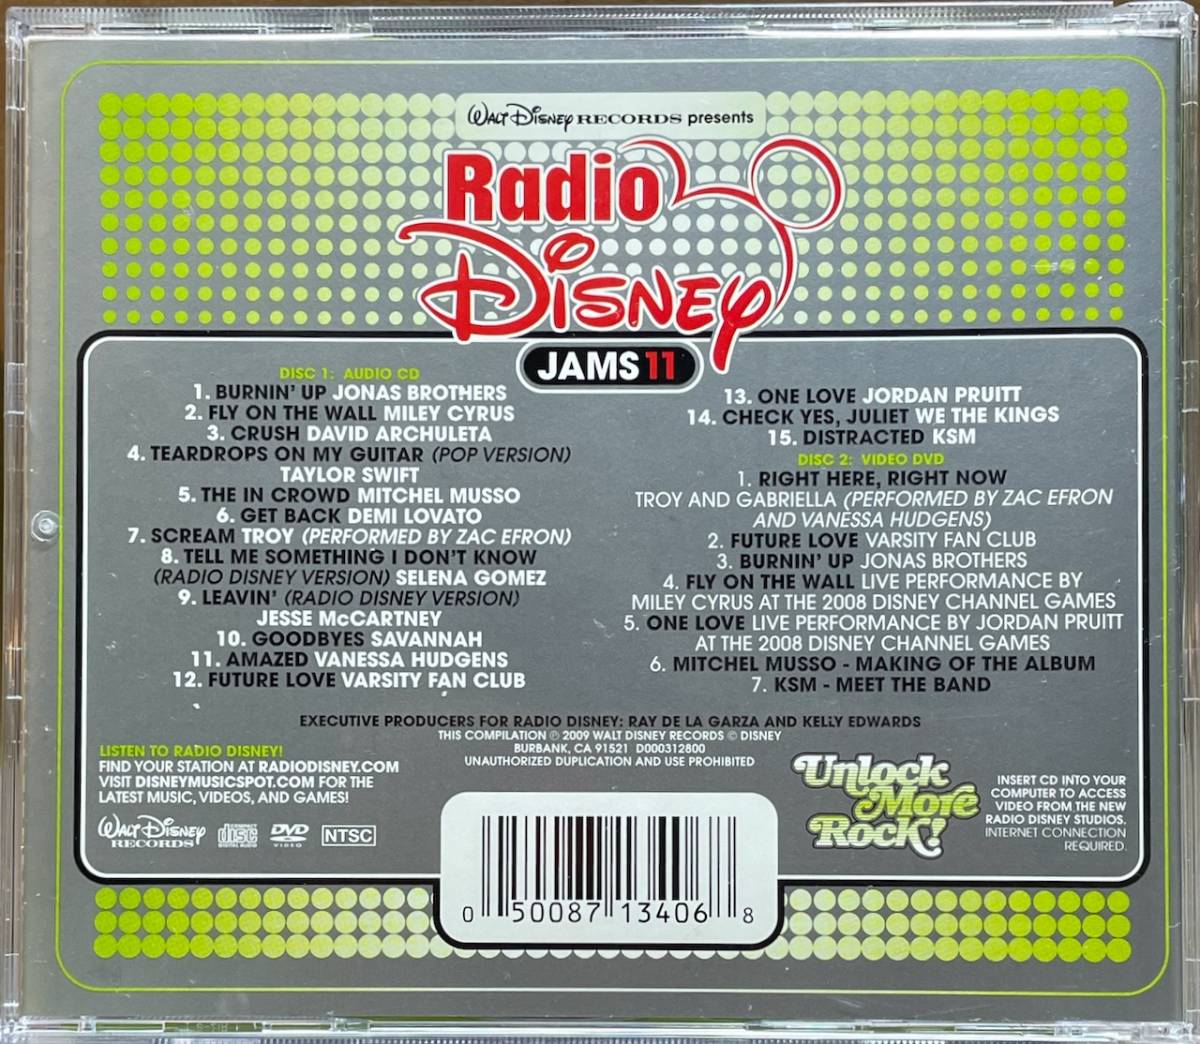 WALT DISNEY RECORDS presents
Radio
DISNEY
JAMS 11
DISC 1: AUDIO CD
1. BURNIN' UP JONAS BROTHERS
2. FLY ON THE WALL MILEY CYRUS
3. CRUSH DAVID ARCHULETA
4. TEARDROPS ON MY GUITAR (POP VERSION)
TAYLOR SWIFT
5. THE IN CROWD MITCHEL MUSSO
6. GET BACK DEMI LOVATO
7. SCREAM TROY (PERFORMED BY ZAC EFRON)
8. TELL ME SOMETHING I DON'T KNOW
(RADIO DISNEY VERSION) SELENA GOMEZ
9. LEAVIN' (RADIO DISNEY VERSION)
JESSE McCARTNEY
10. GOODBYES SAVANNAH
11. AMAZED VANESSA HUDGENS
12. FUTURE LOVE VARSITY FAN CLUB
13. ONE LOVE JORDAN PRUITT
14. CHECK YES, JULIET WE THE KINGS
15. DISTRACTED KSM
DISC 2: VIDEO DVD
1. RIGHT HERE, RIGHT NOW
TROY AND GABRIELLA (PERFORMED BY ZAC EFRON
AND VANESSA HUDGENS)
2. FUTURE LOVE VARSITY FAN CLUB
3. BURNIN' UP JONAS BROTHERS
4. FLY ON THE WALL LIVE PERFORMANCE BY
MILEY CYRUS AT THE 2008 DISNEY CHANNEL GAMES
5. ONE LOVE LIVE PERFORMANCE BY JORDAN PRUITT
AT THE 2008 DISNEY CHANNEL GAMES
6. MITCHEL MUSSO - MAKING OF THE ALBUM
7. KSM - MEET THE BAND
EXECUTIVE PRODUCERS FOR RADIO DISNEY: RAY DE LA GARZA AND KELLY EDWARDS
THIS COMPILATION ℗ 2009 WALT DISNEY RECORDS © DISNEY
BURBANK, CA 91521 D000312800
UNAUTHORIZED DUPLICATION AND USE PROHIBITED
LISTEN TO RADIO DISNEY!
FIND YOUR STATION AT RADIODISNEY.COM
VISIT DISNEYMUSICSPOT.COM FOR THE
LATEST MUSIC, VIDEOS, AND GAMES!
WALT DISNEY
RECORDS
COMPACT
disc
DIGITAL AUDIO
DVD
VIDEO
NTSC
Unlock
More
Rock!
INSERT CD INTO YOUR
COMPUTER TO ACCESS
VIDEO FROM THE NEW
RADIO DISNEY STUDIOS.
INTERNET CONNECTION
REQUIRED.
0 50087 13406 8